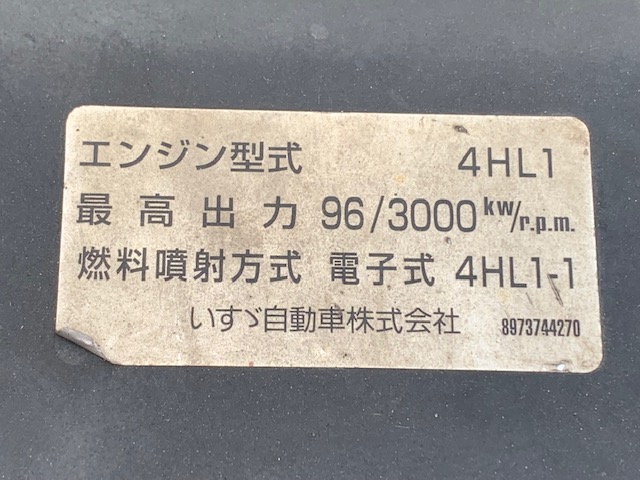 エンジン型式 4HL1
最高出力 96/3000 kw/r.p.m.
燃料噴射方式 電子式 4HL1-1
いすゞ自動車株式会社 8973744270